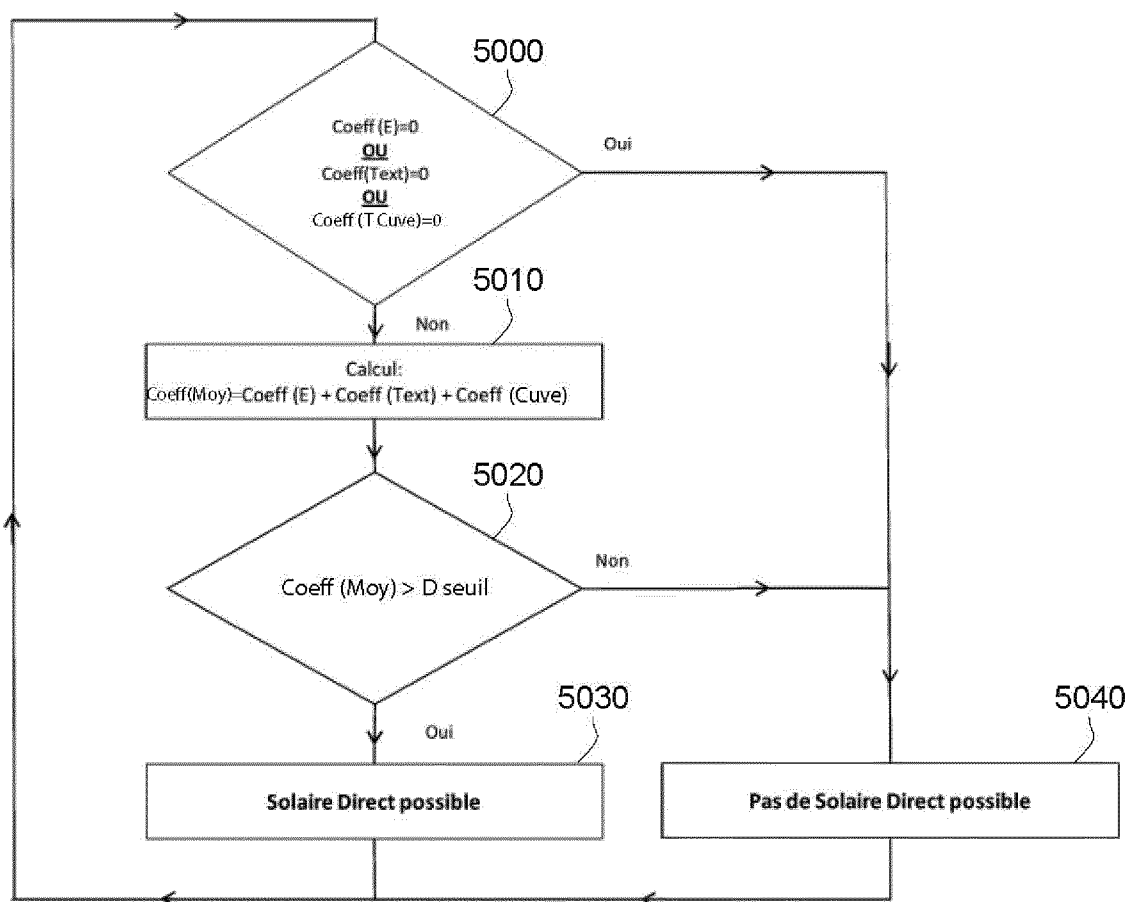 5000
Coeff (E)=0
OU
Coeff(Text)=0
OU
Coeff (T Cuve)=0
Oui
5010
Non
Calcul:
Coeff(Moy)=Coeff (E) + Coeff (Text) + Coeff (Cuve)
5020
Coeff (Moy) > D seuil
Non
5030
5040
Oui
Solaire Direct possible
Pas de Solaire Direct possible